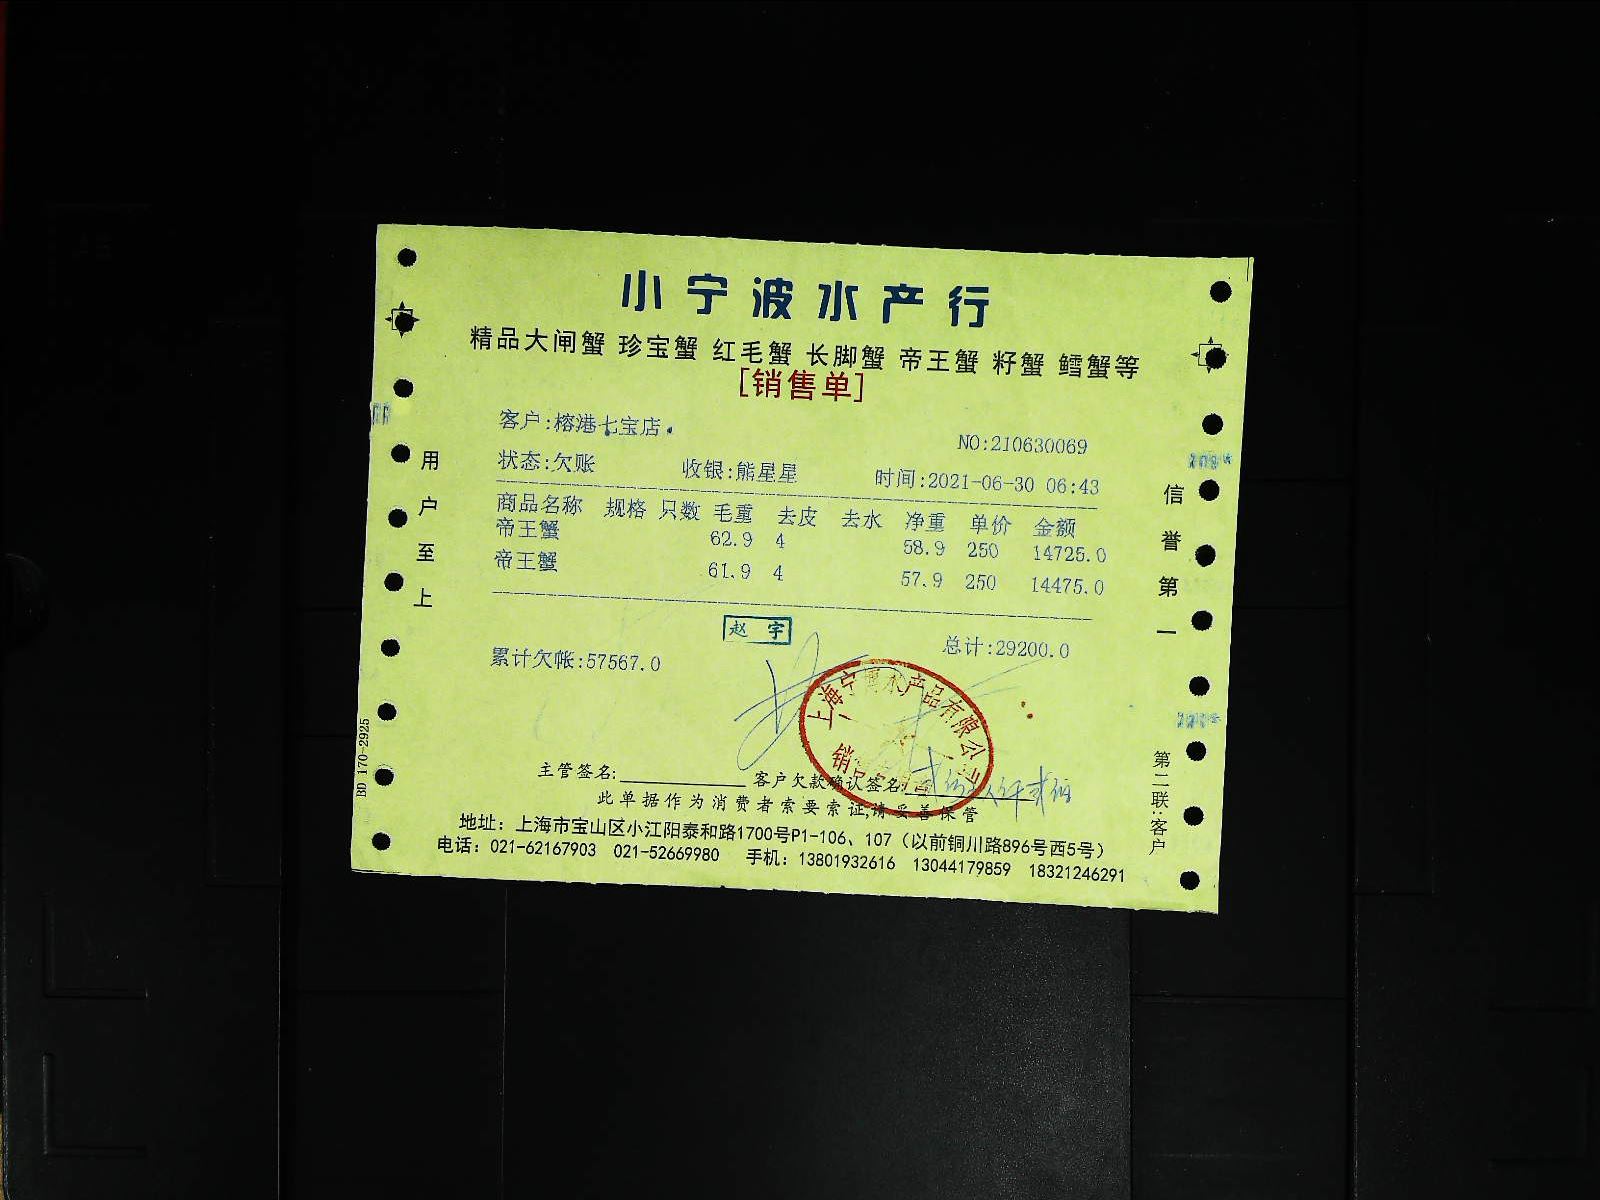 小宁波水产行
精品大闸蟹 珍宝蟹 红毛蟹 长脚蟹 帝王蟹 籽蟹 鳕蟹等
[销售单]
客户:榕港七宝店.
NO:210630069
状态:欠账 收银:熊星星 时间:2021-06-30 06:43
商品名称 规格 只数 毛重 去皮 去水 净重 单价 金额
帝王蟹 62.9 4 58.9 250 14725.0
帝王蟹 61.9 4 57.9 250 14475.0
赵宇
总计:29200.0
累计欠帐:57567.0
上海宁波水产品有限公司
主管签名: 客户欠款确认签名:
此单据作为消费者索要索证,请妥善保管
地址：上海市宝山区小江阳泰和路1700号P1-106、107（以前铜川路896号西5号）
电话：021-62167903 021-52669980 手机：13801932616 13044179859 18321246291
用户至上
信誉第一
第二联:客户
BD 170-2925